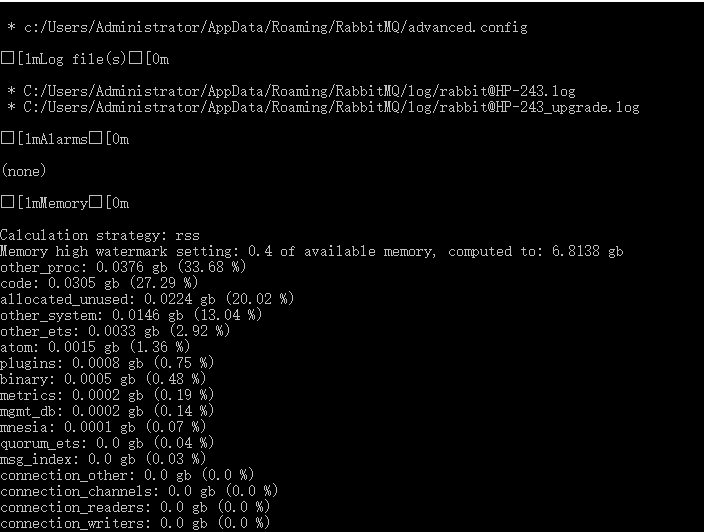 * c:/Users/Administrator/AppData/Roaming/RabbitMQ/advanced.config
□[1mLog file(s)□[0m
* C:/Users/Administrator/AppData/Roaming/RabbitMQ/log/rabbit@HP-243.log
* C:/Users/Administrator/AppData/Roaming/RabbitMQ/log/rabbit@HP-243_upgrade.log
□[1mAlarms□[0m
(none)
□[1mMemory□[0m
Calculation strategy: rss
Memory high watermark setting: 0.4 of available memory, computed to: 6.8138 gb
other_proc: 0.0376 gb (33.68 %)
code: 0.0305 gb (27.29 %)
allocated_unused: 0.0224 gb (20.02 %)
other_system: 0.0146 gb (13.04 %)
other_ets: 0.0033 gb (2.92 %)
atom: 0.0015 gb (1.36 %)
plugins: 0.0008 gb (0.75 %)
binary: 0.0005 gb (0.48 %)
metrics: 0.0002 gb (0.19 %)
mgmt_db: 0.0002 gb (0.14 %)
mnesia: 0.0001 gb (0.07 %)
quorum_ets: 0.0 gb (0.04 %)
msg_index: 0.0 gb (0.03 %)
connection_other: 0.0 gb (0.0 %)
connection_channels: 0.0 gb (0.0 %)
connection_readers: 0.0 gb (0.0 %)
connection_writers: 0.0 gb (0.0 %)